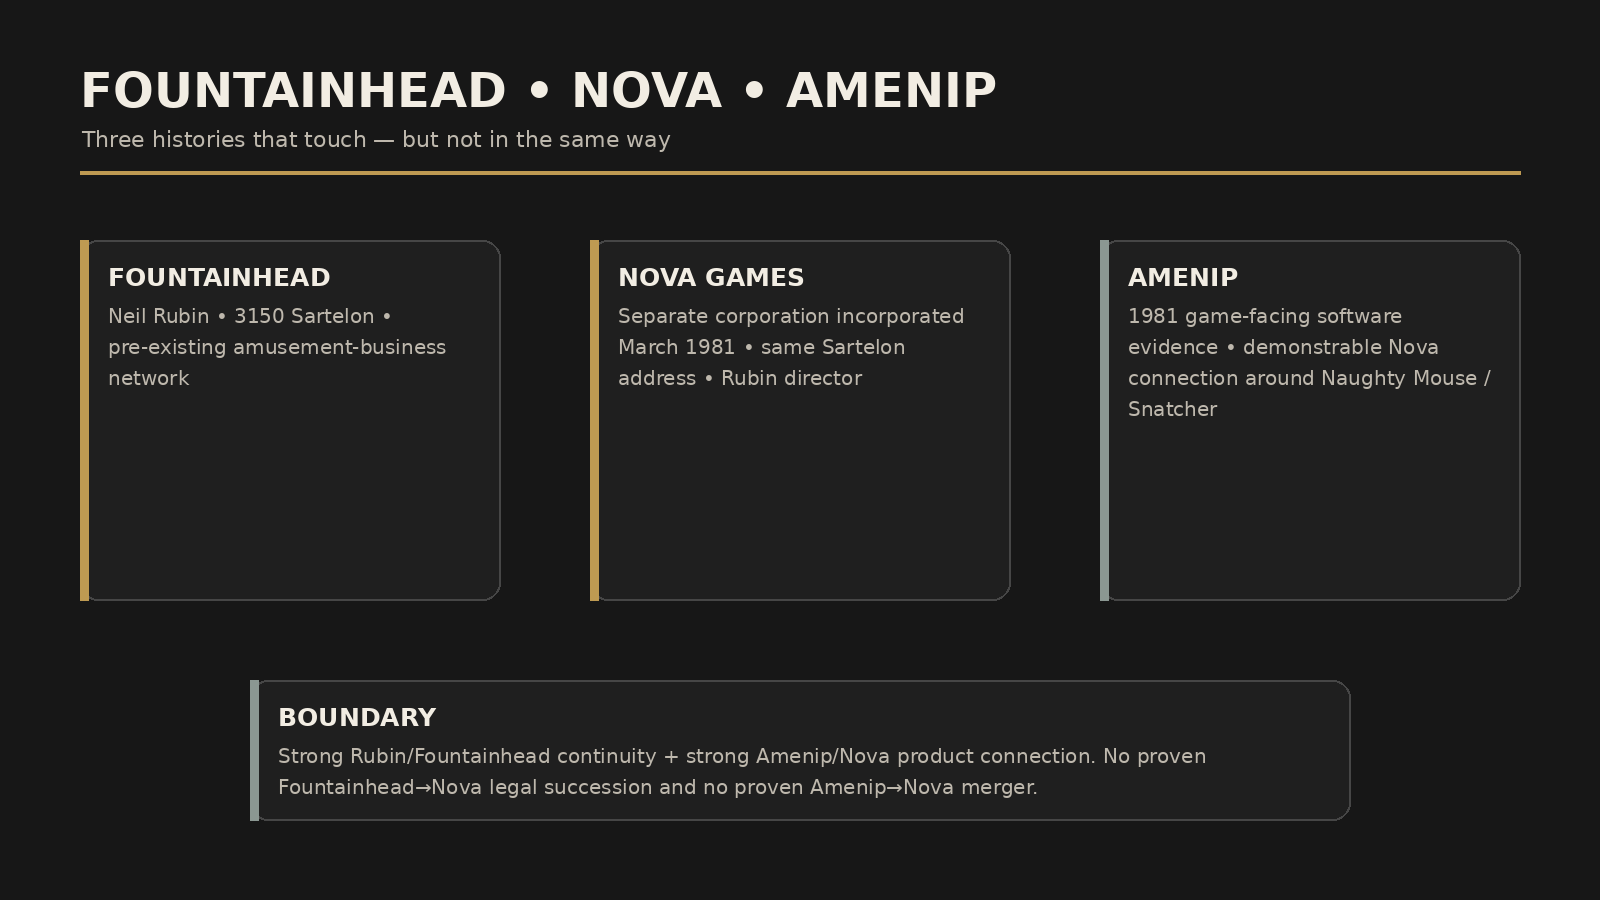 FOUNTAINHEAD • NOVA • AMENIP
Three histories that touch — but not in the same way
FOUNTAINHEAD
Neil Rubin • 3150 Sartelon •
pre-existing amusement-business
network
NOVA GAMES
Separate corporation incorporated
March 1981 • same Sartelon
address • Rubin director
AMENIP
1981 game-facing software
evidence • demonstrable Nova
connection around Naughty Mouse /
Snatcher
BOUNDARY
Strong Rubin/Fountainhead continuity + strong Amenip/Nova product connection. No proven
Fountainhead→Nova legal succession and no proven Amenip→Nova merger.